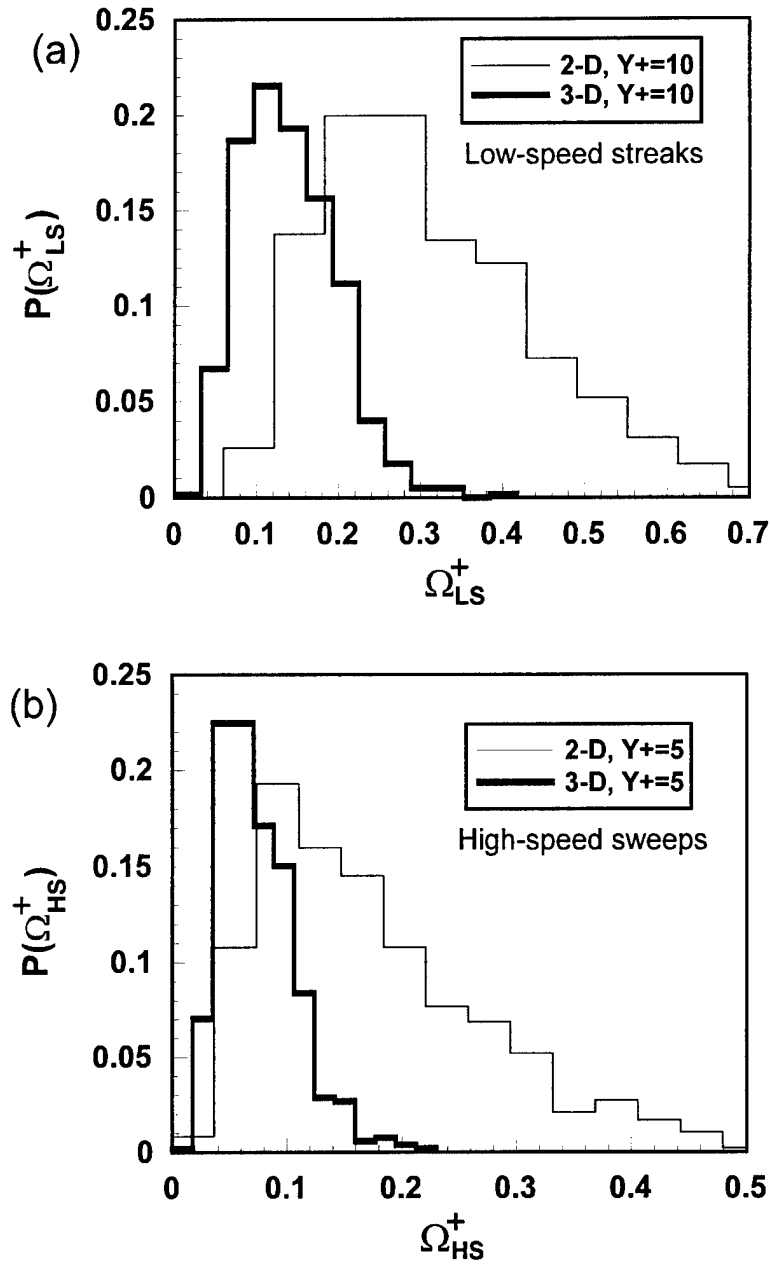 (a)
0.25
0.2
0.15
0.1
0.05
0
P(Ω+LS)
2-D, Y+=10
3-D, Y+=10
Low-speed streaks
0 0.1 0.2 0.3 0.4 0.5 0.6 0.7
Ω+LS
(b)
0.25
0.2
0.15
0.1
0.05
0
P(Ω+HS)
2-D, Y+=5
3-D, Y+=5
High-speed sweeps
0 0.1 0.2 0.3 0.4 0.5
Ω+HS